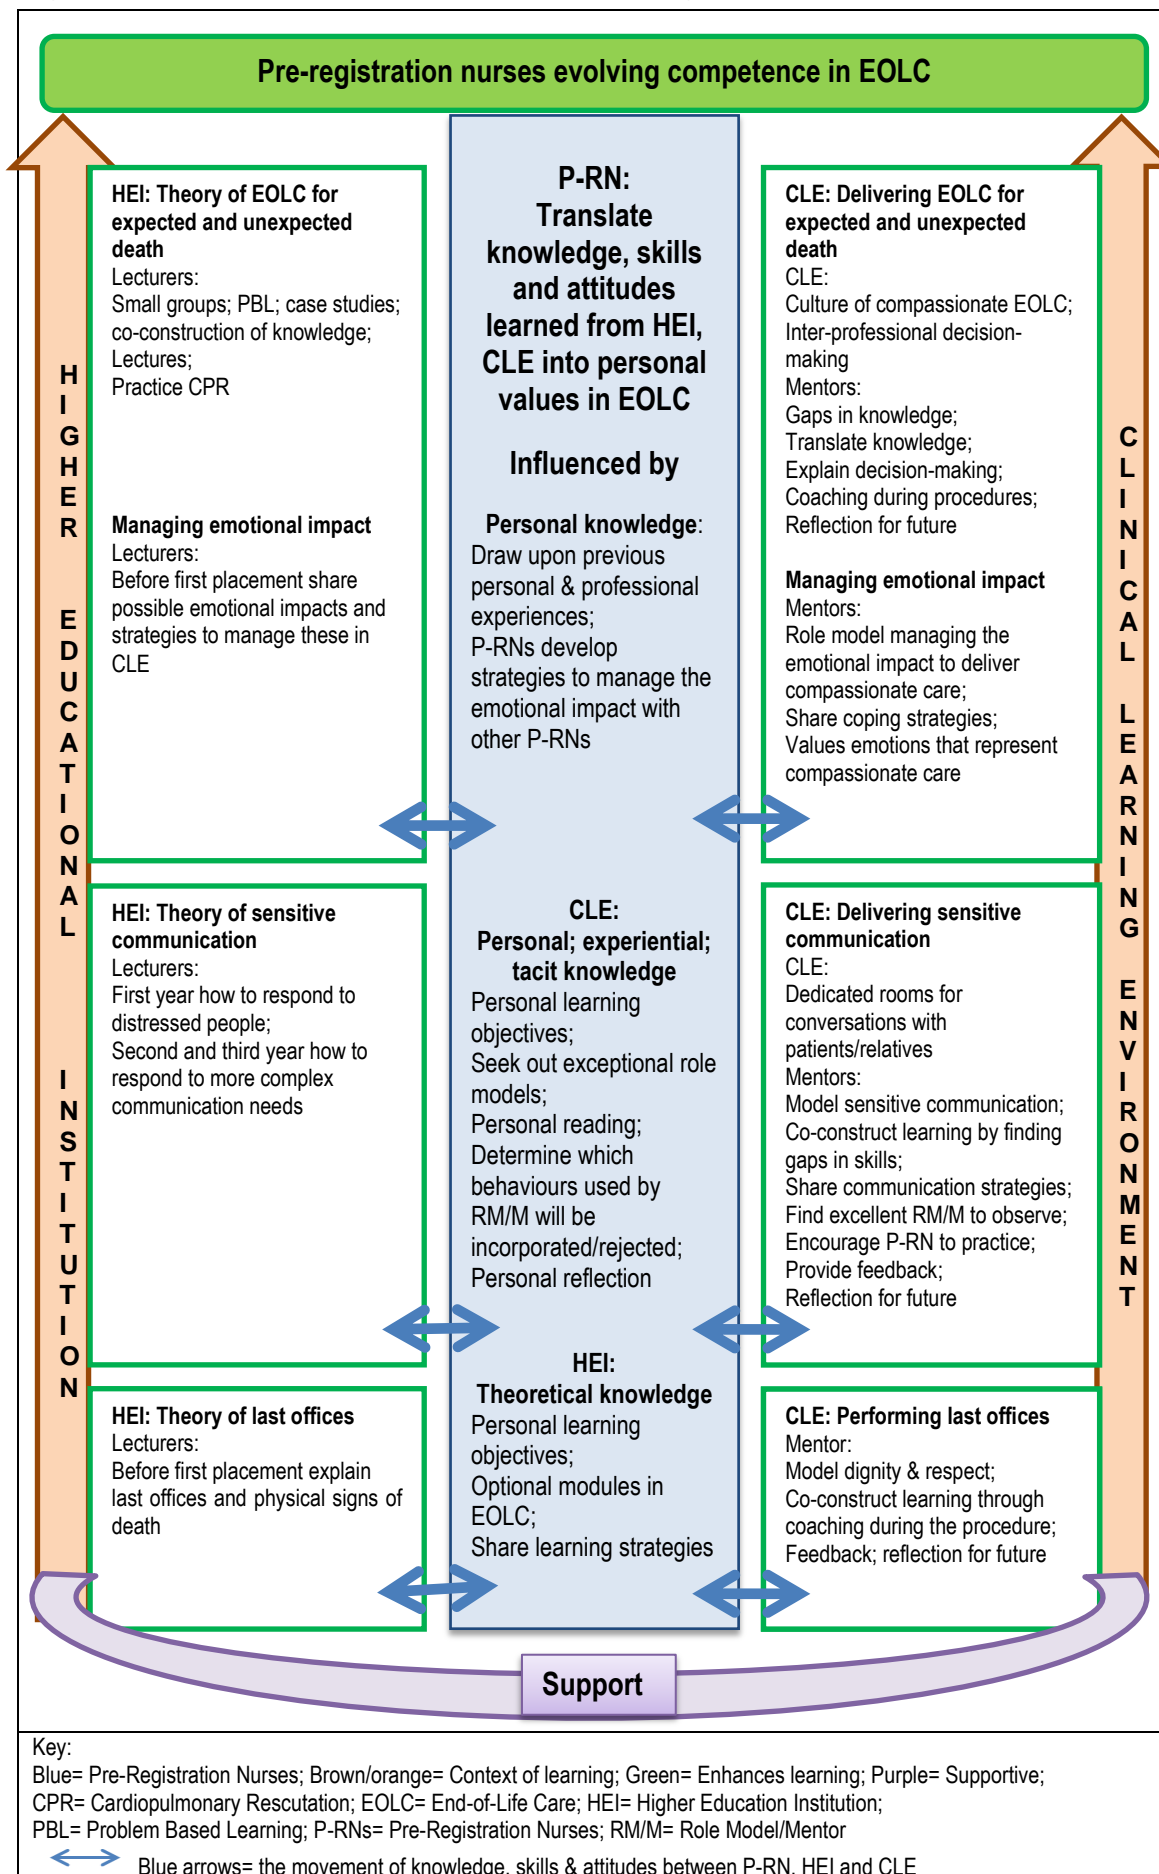 Pre-registration nurses evolving competence in EOLC
HIGHER EDUCATIONAL INSTITUTION
HEI: Theory of EOLC for
expected and unexpected
death
Lecturers:
Small groups; PBL; case studies;
co-construction of knowledge;
Lectures;
Practice CPR
Managing emotional impact
Lecturers:
Before first placement share
possible emotional impacts and
strategies to manage these in
CLE
HEI: Theory of sensitive
communication
Lecturers:
First year how to respond to
distressed people;
Second and third year how to
respond to more complex
communication needs
HEI: Theory of last offices
Lecturers:
Before first placement explain
last offices and physical signs of
death
P-RN:
Translate
knowledge, skills
and attitudes
learned from HEI,
CLE into personal
values in EOLC
Influenced by
Personal knowledge:
Draw upon previous
personal & professional
experiences;
P-RNs develop
strategies to manage the
emotional impact with
other P-RNs
CLE:
Personal; experiential;
tacit knowledge
Personal learning
objectives;
Seek out exceptional role
models;
Personal reading;
Determine which
behaviours used by
RM/M will be
incorporated/rejected;
Personal reflection
HEI:
Theoretical knowledge
Personal learning
objectives;
Optional modules in
EOLC;
Share learning strategies
CLE: Delivering EOLC for
expected and unexpected
death
CLE:
Culture of compassionate EOLC;
Inter-professional decision-
making
Mentors:
Gaps in knowledge;
Translate knowledge;
Explain decision-making;
Coaching during procedures;
Reflection for future
Managing emotional impact
Mentors:
Role model managing the
emotional impact to deliver
compassionate care;
Share coping strategies;
Values emotions that represent
compassionate care
CLE: Delivering sensitive
communication
CLE:
Dedicated rooms for
conversations with
patients/relatives
Mentors:
Model sensitive communication;
Co-construct learning by finding
gaps in skills;
Share communication strategies;
Find excellent RM/M to observe;
Encourage P-RN to practice;
Provide feedback;
Reflection for future
CLE: Performing last offices
Mentor:
Model dignity & respect;
Co-construct learning through
coaching during the procedure;
Feedback; reflection for future
CLINICAL LEARNING ENVIRONMENT
Support
Key:
Blue= Pre-Registration Nurses; Brown/orange= Context of learning; Green= Enhances learning; Purple= Supportive;
CPR= Cardiopulmonary Rescutation; EOLC= End-of-Life Care; HEI= Higher Education Institution;
PBL= Problem Based Learning; P-RNs= Pre-Registration Nurses; RM/M= Role Model/Mentor
Blue arrows= the movement of knowledge, skills & attitudes between P-RN, HEI and CLE